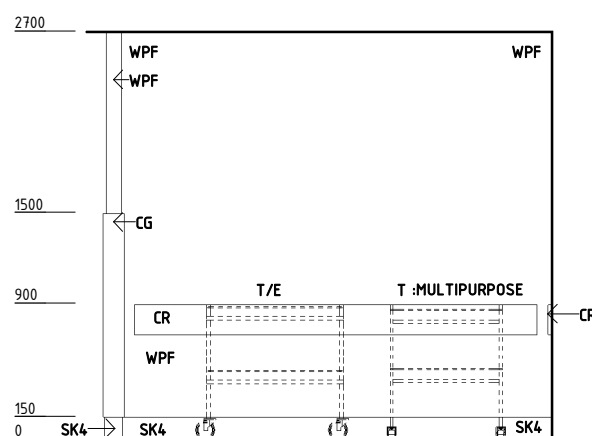 2700
WPF WPF
WPF
1500
CG
T/E T :MULTIPURPOSE
900
CR CR
WPF
150
0 SK4 SK4 SK4